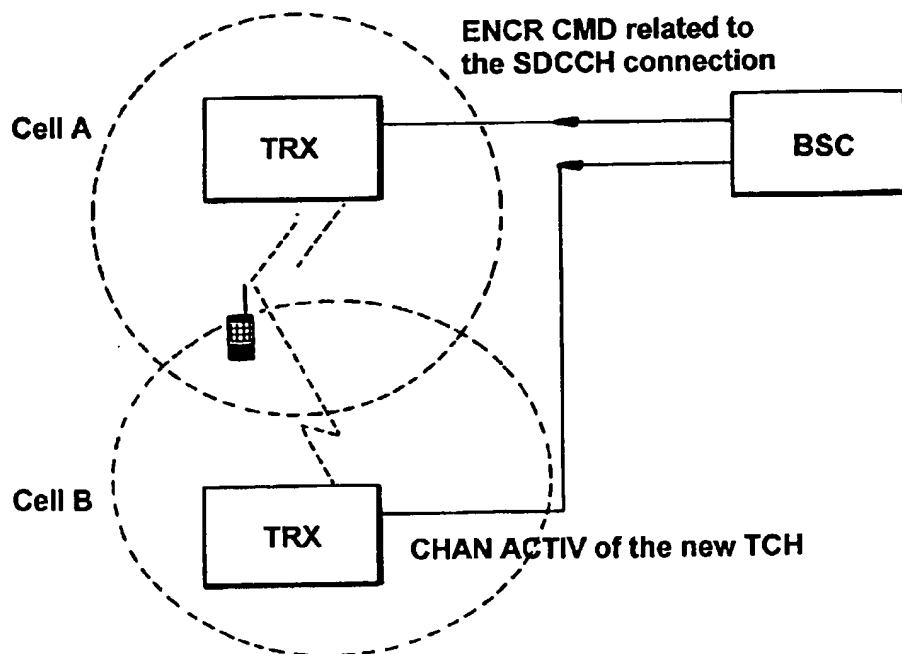 ENCR CMD related to
the SDCCH connection
Cell A
TRX
BSC
Cell B
TRX
CHAN ACTIV of the new TCH